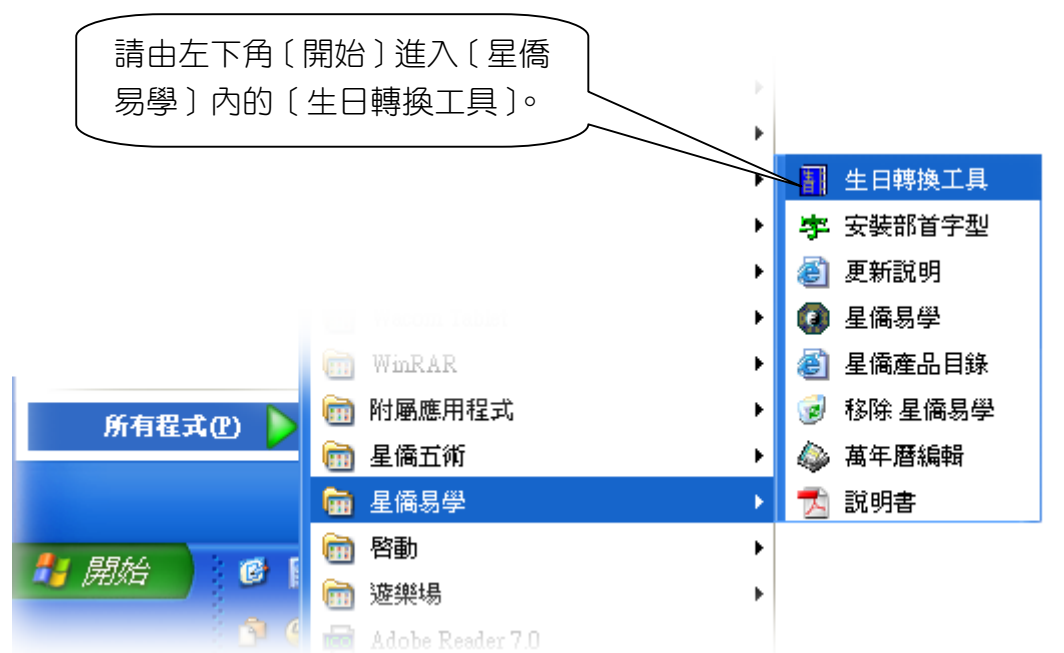 請由左下角〔開始〕進入〔星僑
易學〕內的〔生日轉換工具〕。
生日轉換工具
安裝部首字型
更新說明
星僑易學
星僑產品目錄
移除 星僑易學
萬年曆編輯
說明書
WinRAR
附屬應用程式
星僑五術
星僑易學
啓動
遊樂場
Adobe Reader 7.0
所有程式(P)
開始